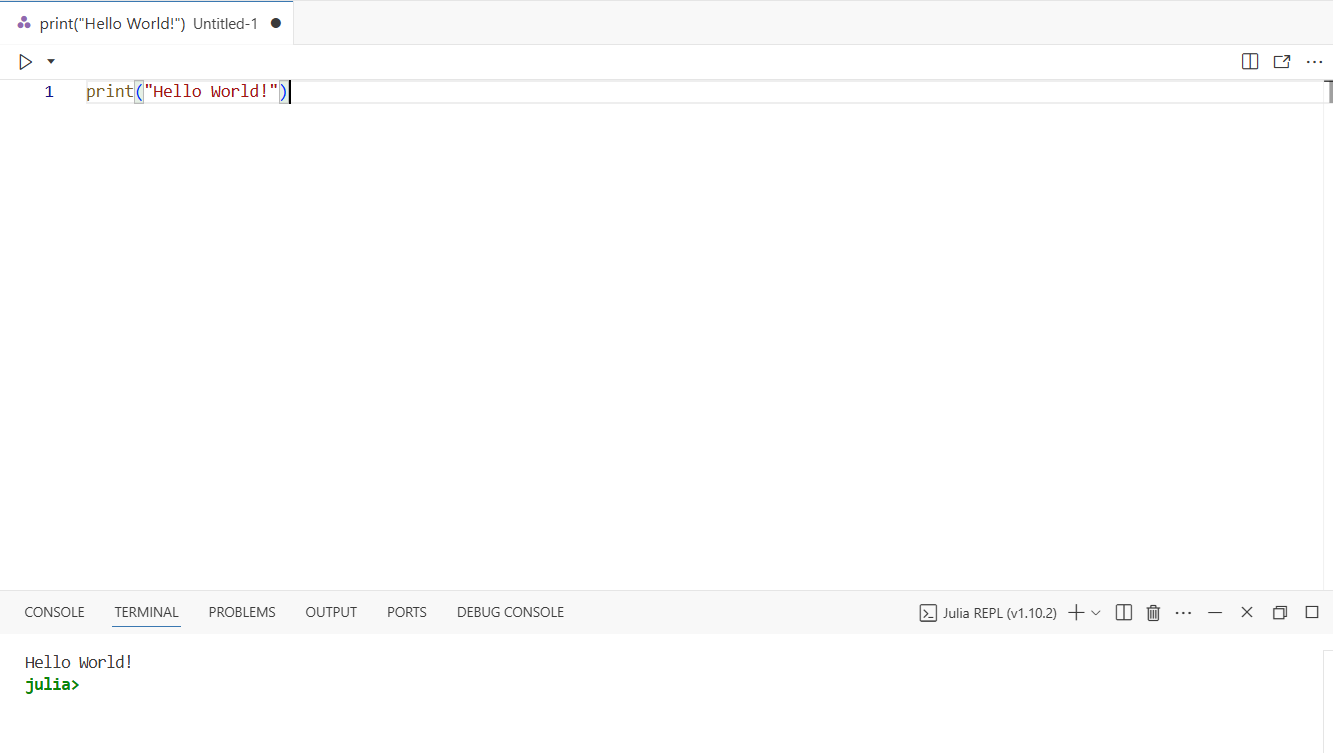 print("Hello World!") Untitled-1
1 print("Hello World!")
CONSOLE TERMINAL PROBLEMS OUTPUT PORTS DEBUG CONSOLE Julia REPL (v1.10.2)
Hello World!
julia>